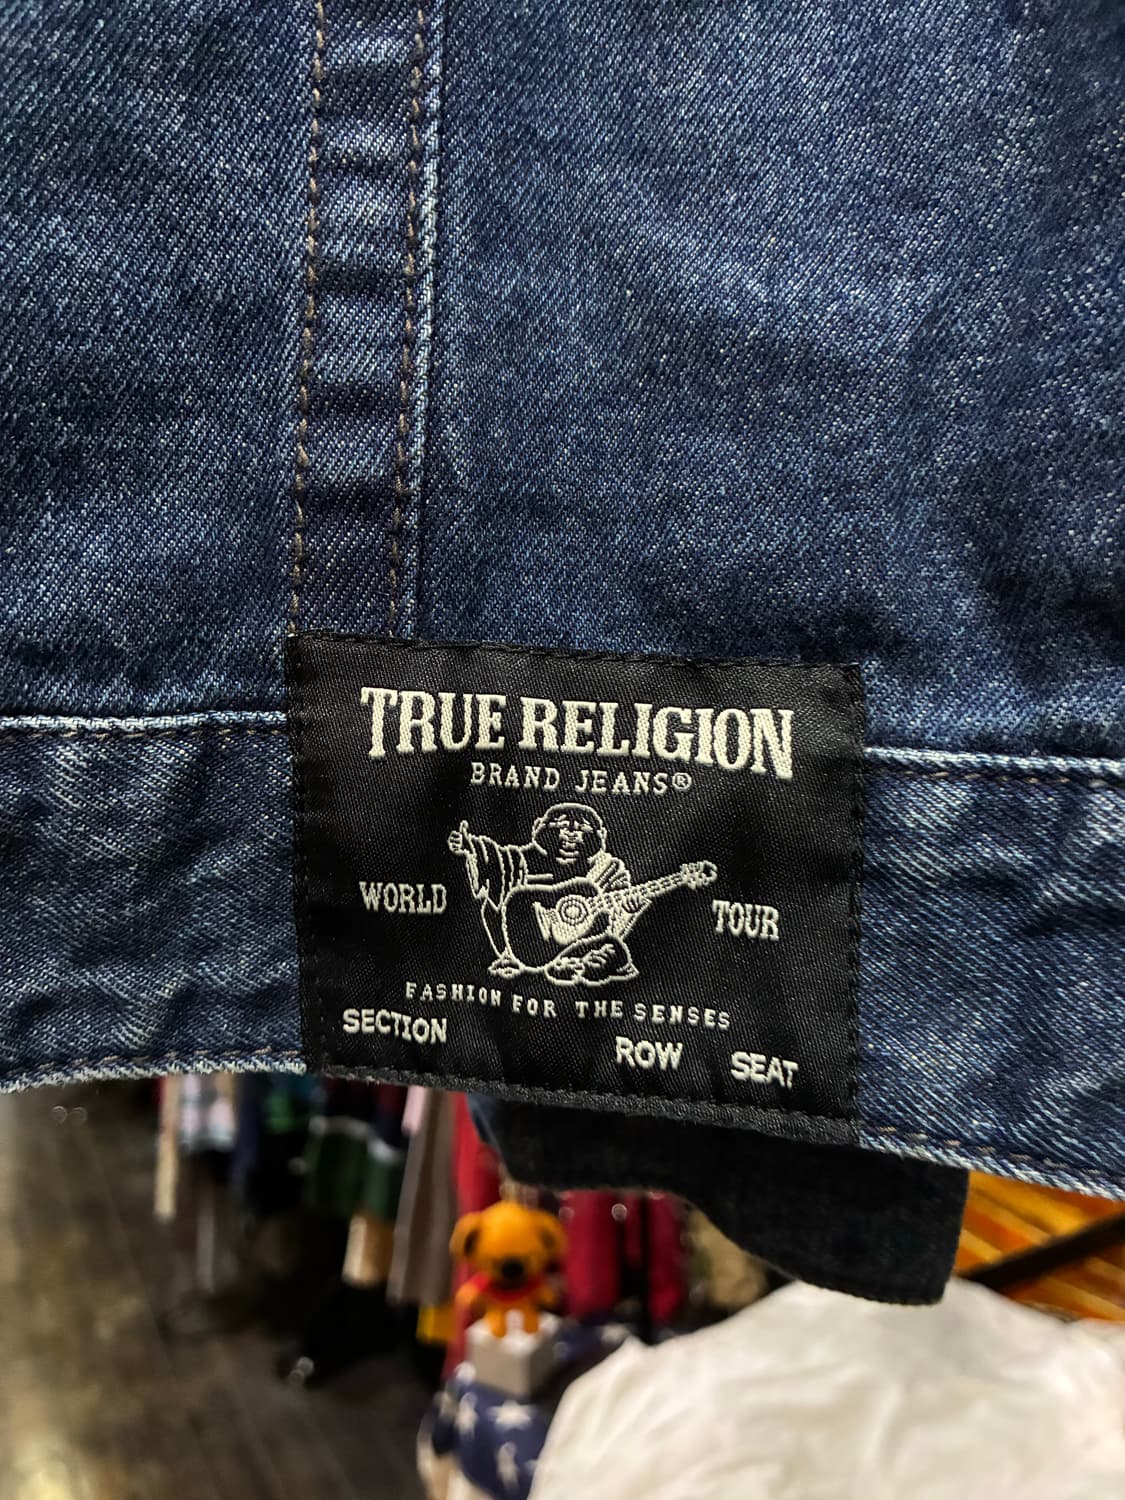 TRUE RELIGION
BRAND JEANS®
WORLD TOUR
FASHION FOR THE SENSES
SECTION ROW SEAT